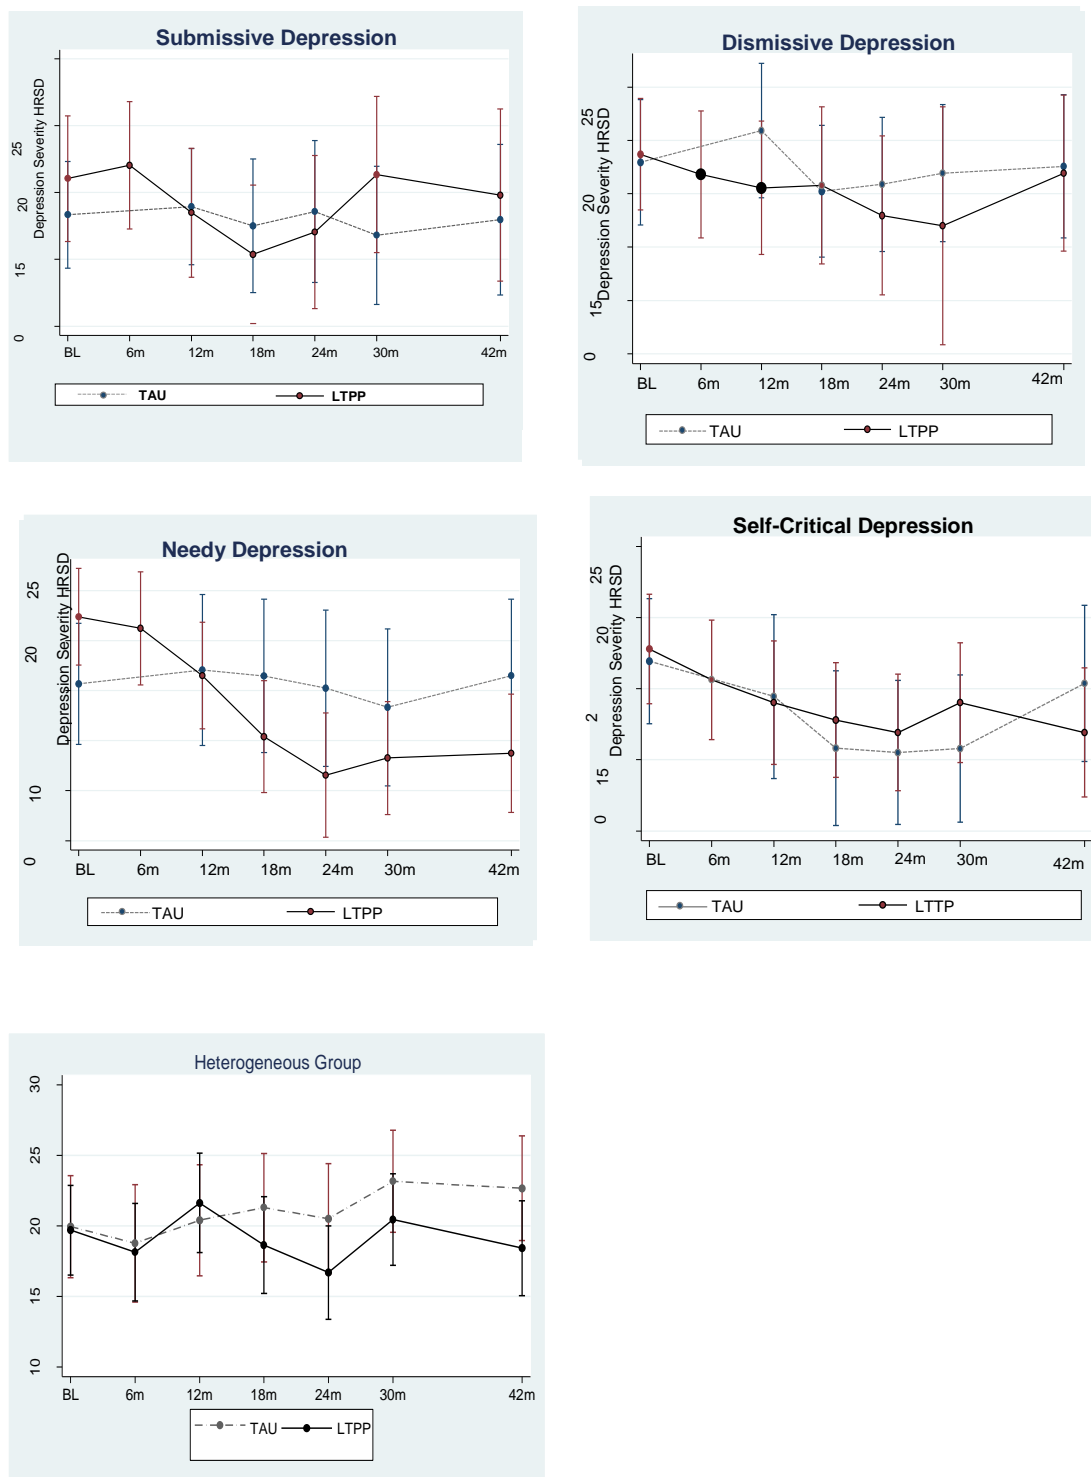 Submissive Depression
Depression Severity HRSD
25
20
15
0
BL 6m 12m 18m 24m 30m 42m
TAU LTPP
Dismissive Depression
Depression Severity HRSD
25
20
15
0
BL 6m 12m 18m 24m 30m 42m
TAU LTPP
Needy Depression
Depression Severity HRSD
25
20
10
0
BL 6m 12m 18m 24m 30m 42m
TAU LTPP
Self-Critical Depression
Depression Severity HRSD
25
20
2
15
0
BL 6m 12m 18m 24m 30m 42m
TAU LTTP
Heterogeneous Group
30
25
20
15
10
BL 6m 12m 18m 24m 30m 42m
TAU LTPP